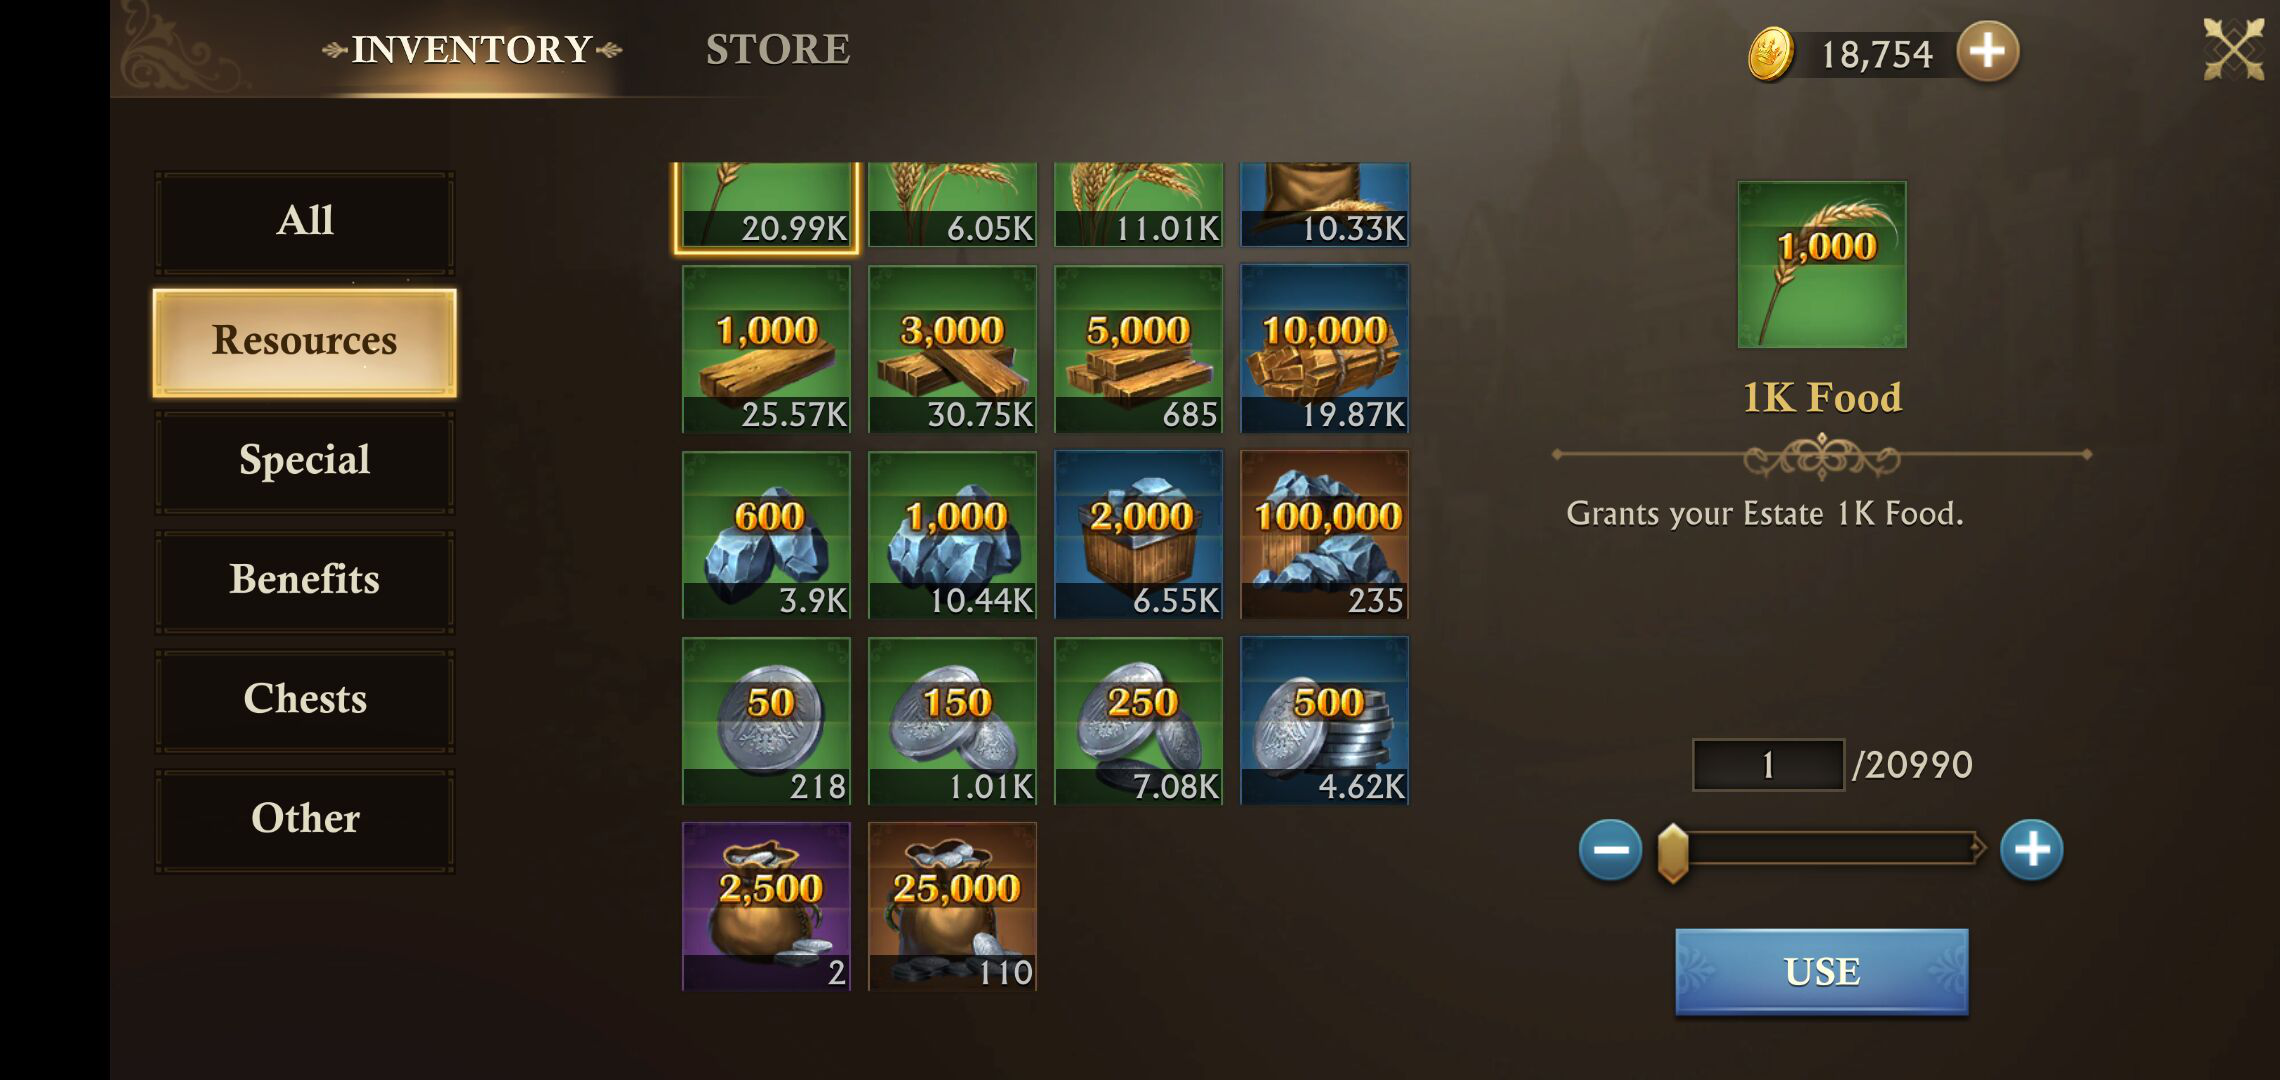 INVENTORY
STORE
18,754
All
Resources
Special
Benefits
Chests
Other
20.99K
6.05K
11.01K
10.33K
1,000
3,000
5,000
10,000
25.57K
30.75K
685
19.87K
600
1,000
2,000
100,000
3.9K
10.44K
6.55K
235
50
150
250
500
218
1.01K
7.08K
4.62K
2,500
25,000
2
110
1,000
1K Food
Grants your Estate 1K Food.
1 /20990
USE